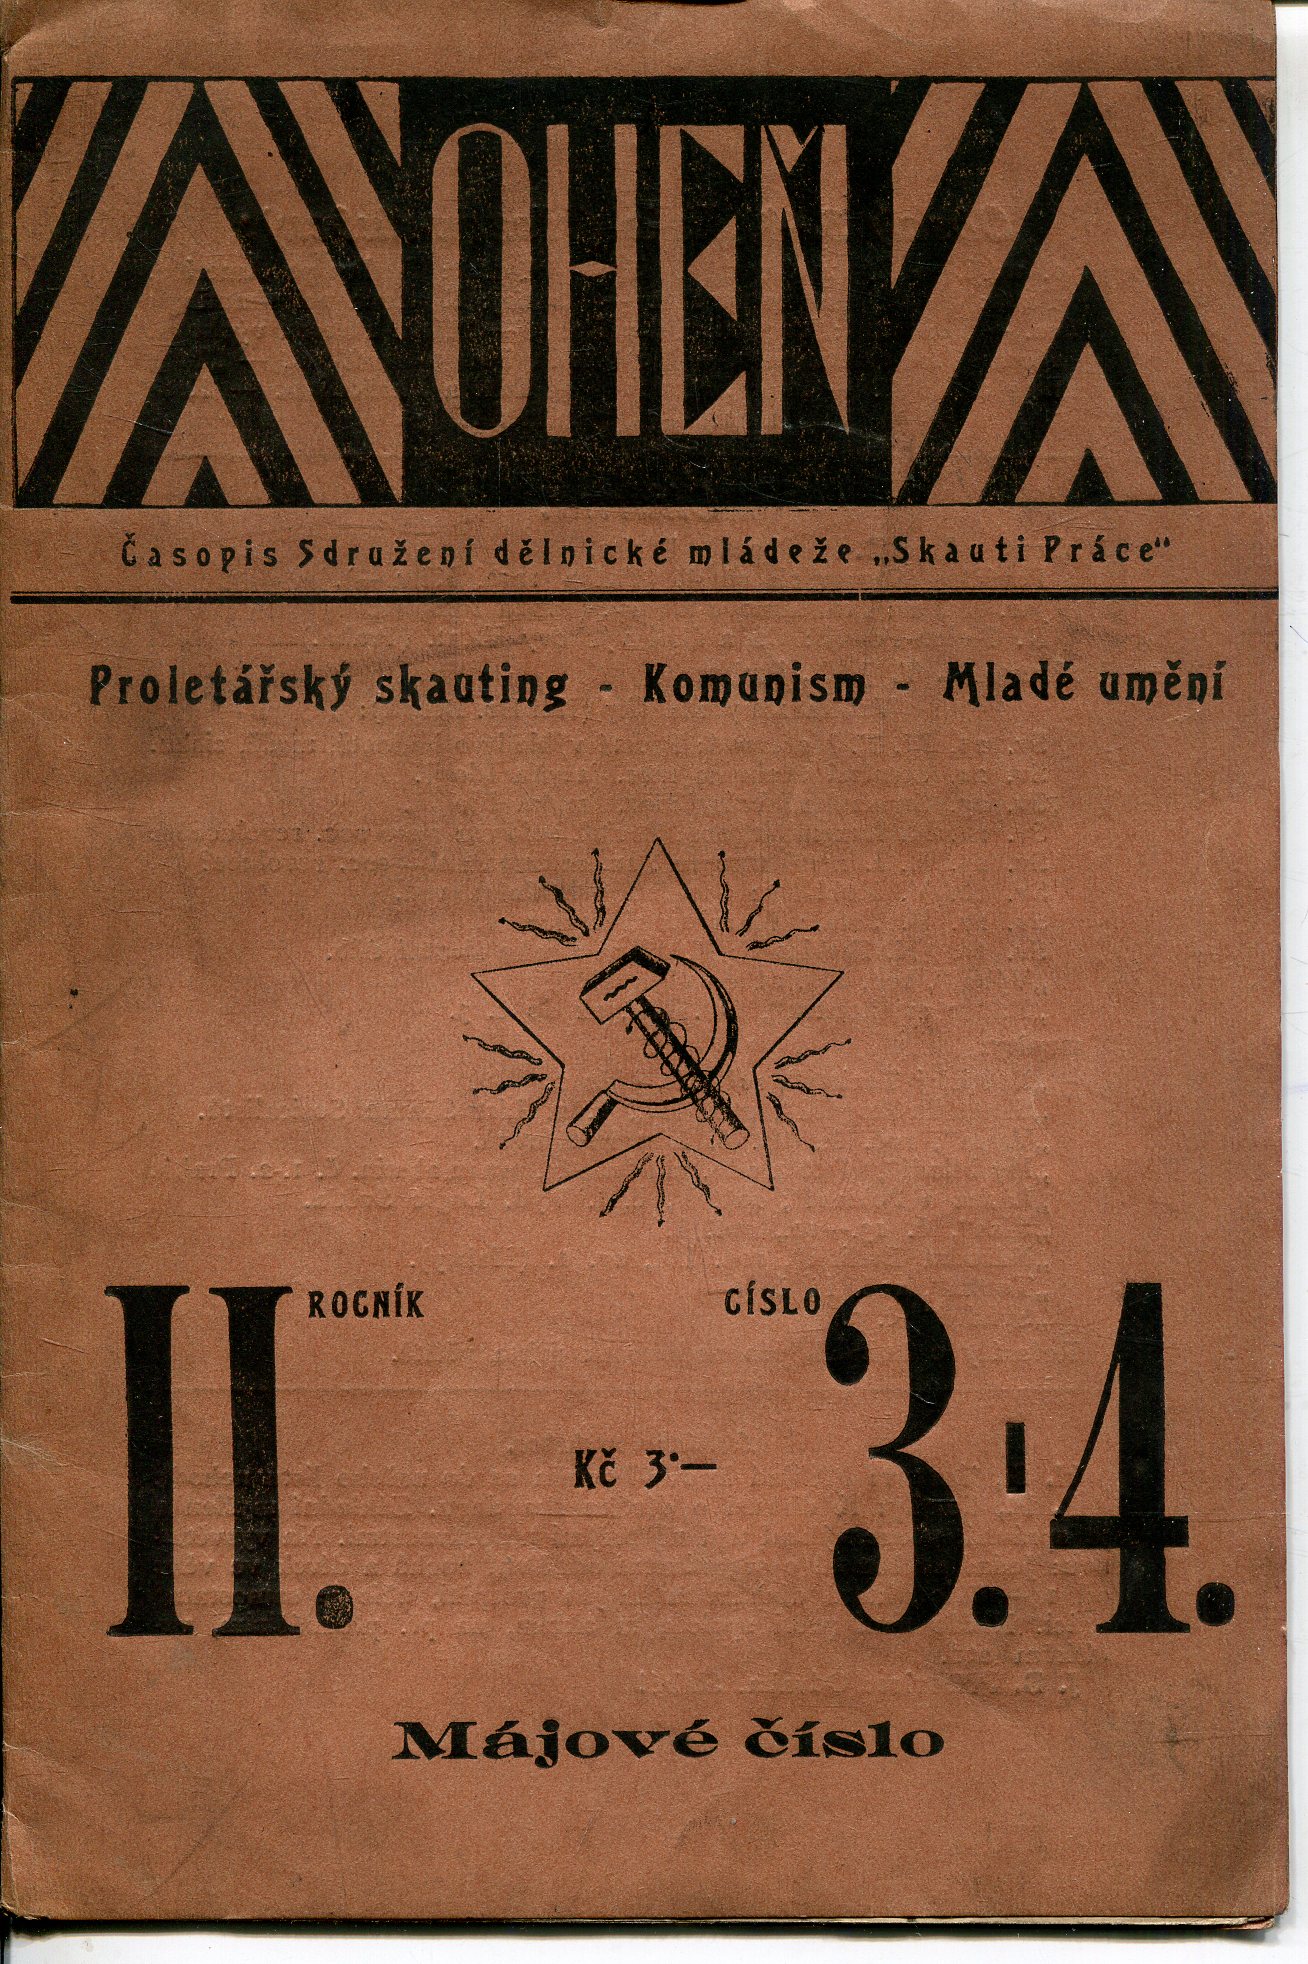 OHEŇ
Časopis Sdružení dělnické mládeže „Skauti Práce“
Proletářský skauting - Komunism - Mladé umění
II. ROCNÍK CÍSLO 3.-4.
Kč 3·—
Májové číslo